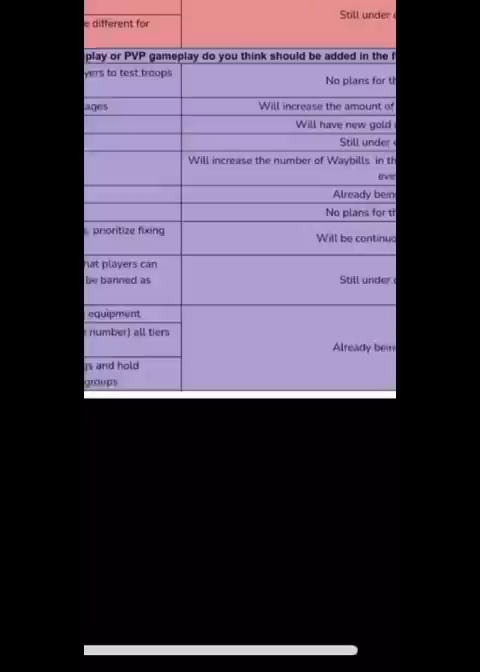 Still under
different for
play or PVP gameplay do you think should be added in the
yers to test troops
No plans for th
ages
Will increase the amount of
Will have new gold
Still under
Will increase the number of Waybills in th
eve
Already bein
No plans for th
prioritize fixing
Will be continuo
hat players can
be banned as
Still under
equipment
number) all tiers
Already bein
gs and hold
groups